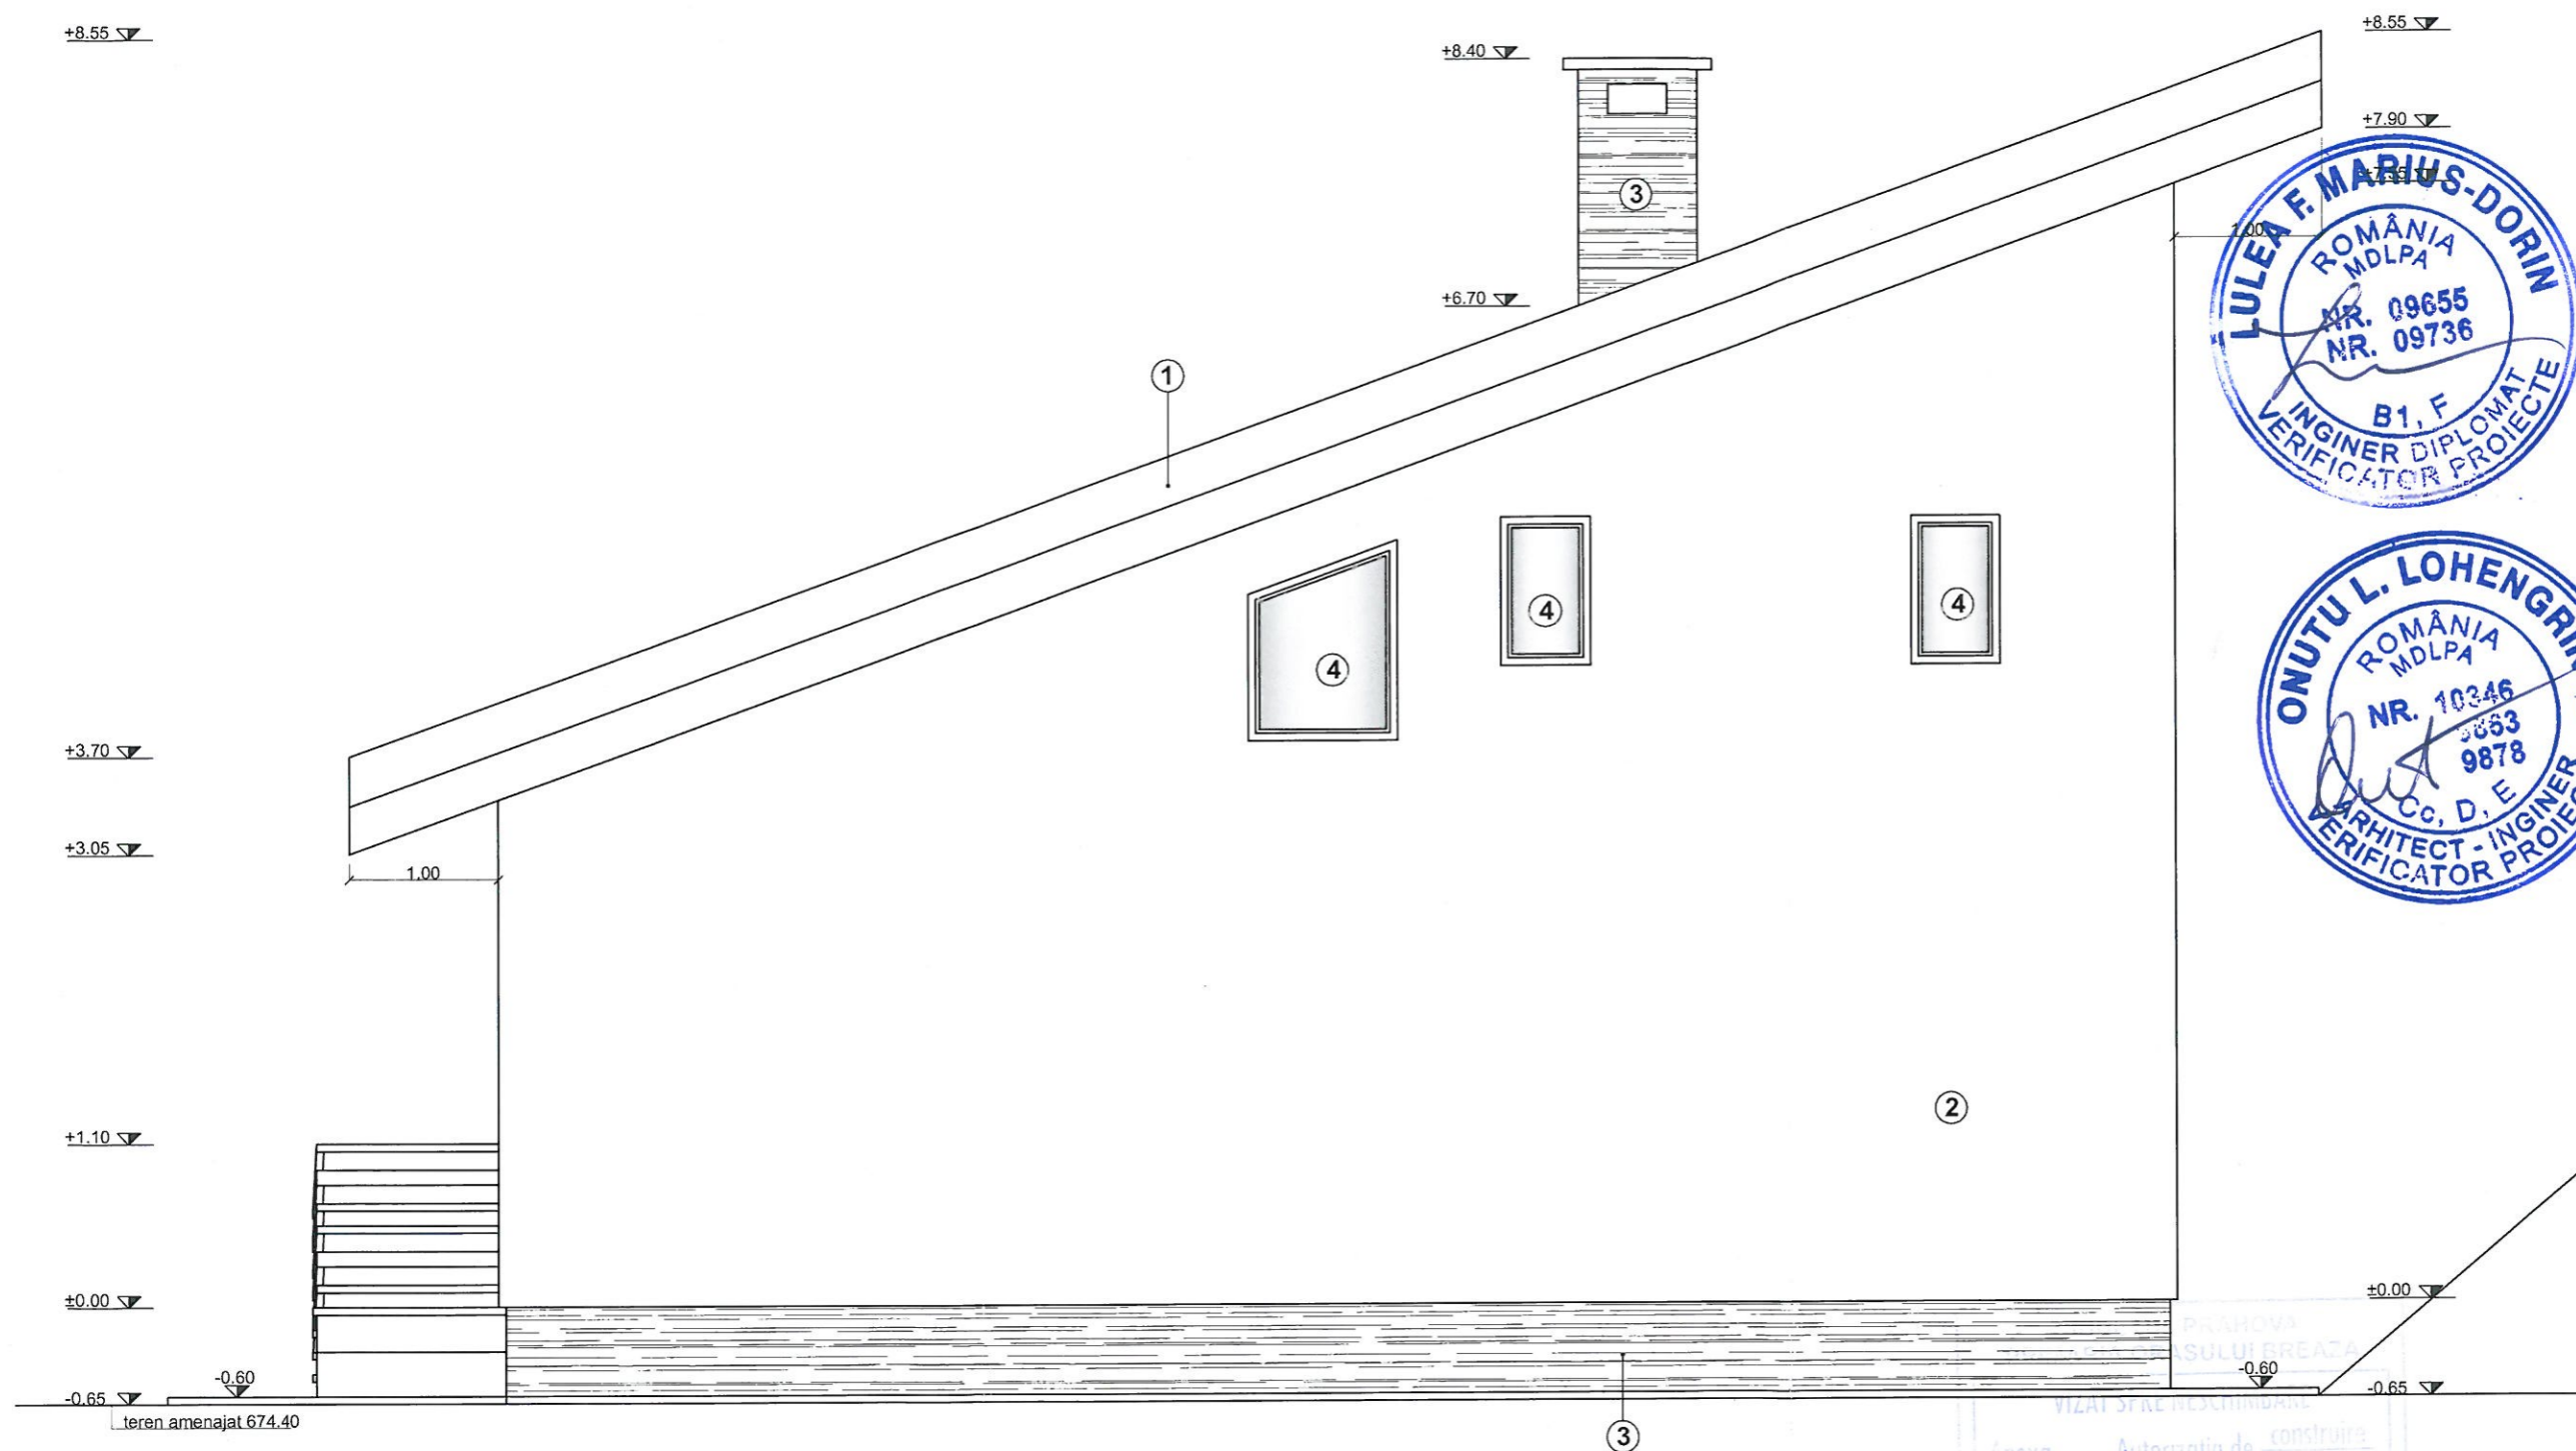 +8.55
+8.40
+8.55
+7.90
+7.55
1.00
3
+6.70
1
LULEA F. MARIUS-DORIN
ROMÂNIA
MDLPA
NR. 09655
NR. 09736
B1, F
INGINER DIPLOMAT
VERIFICATOR PROIECTE
4
4
4
ONUTU L. LOHENGRIN
ROMÂNIA
MDLPA
NR. 10346
9878
Cc, D, E
ARHITECT - INGINER
VERIFICATOR
+3.70
+3.05
1.00
2
+1.10
±0.00
±0.00
PRAHOVA
ORASULUI BREAZA
-0.60
-0.60
-0.65
-0.65
teren amenajat 674.40
VIZAT SPRE NESCHIMBARE
3
Autorizatia de construire